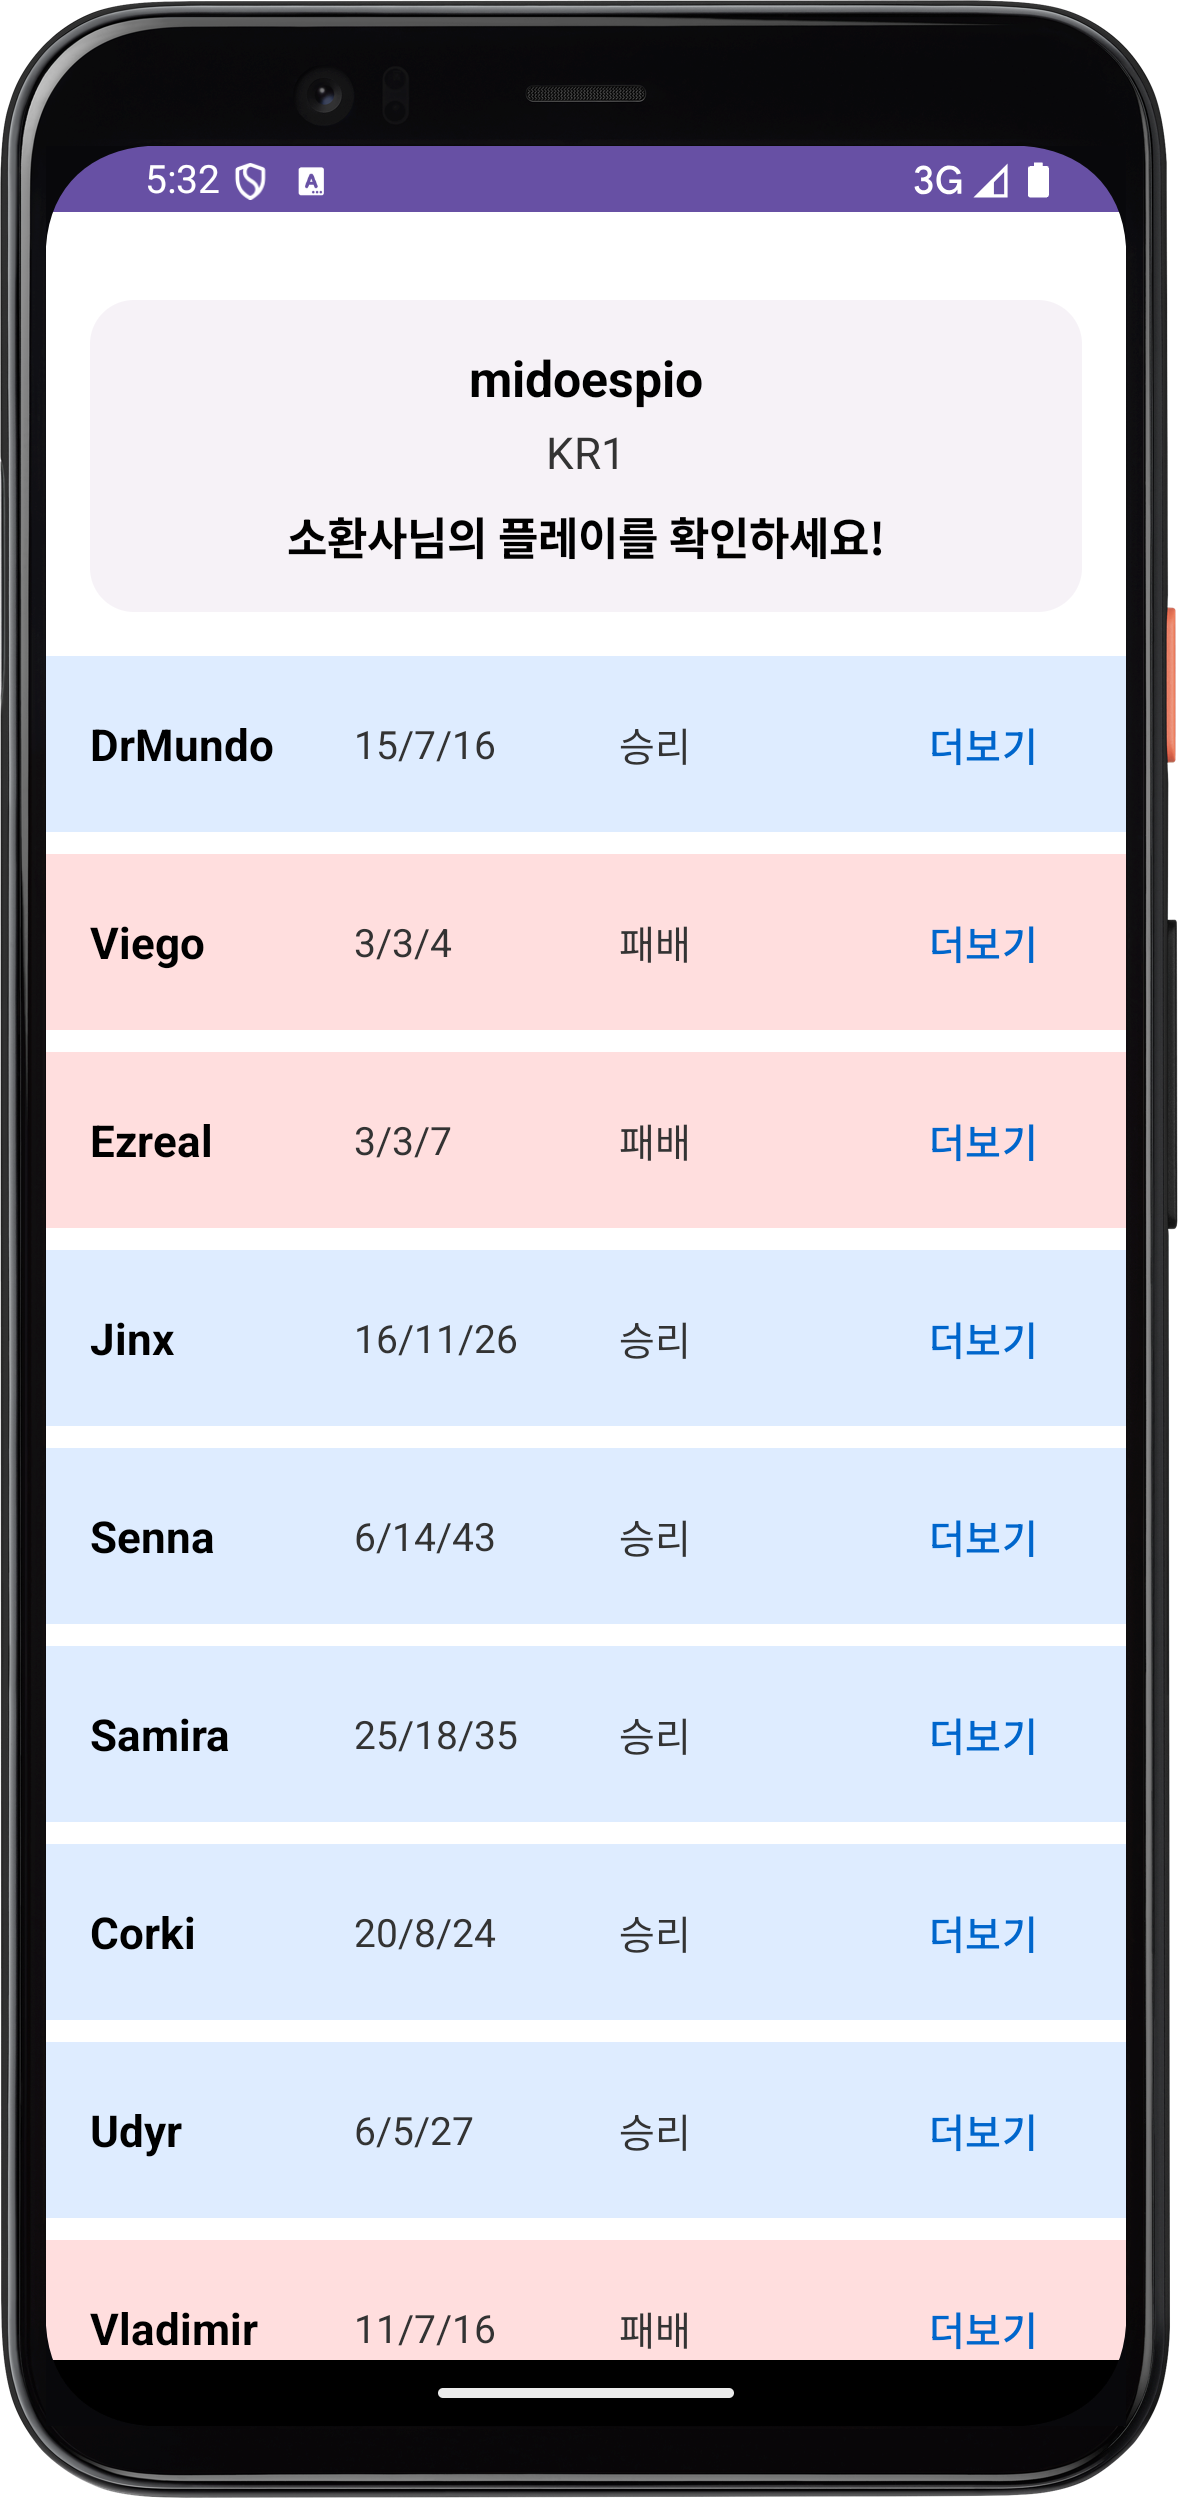 5:32 3G
midoespio
KR1
소환사님의 플레이를 확인하세요!
DrMundo 15/7/16 승리 더보기
Viego 3/3/4 패배 더보기
Ezreal 3/3/7 패배 더보기
Jinx 16/11/26 승리 더보기
Senna 6/14/43 승리 더보기
Samira 25/18/35 승리 더보기
Corki 20/8/24 승리 더보기
Udyr 6/5/27 승리 더보기
Vladimir 11/7/16 패배 더보기